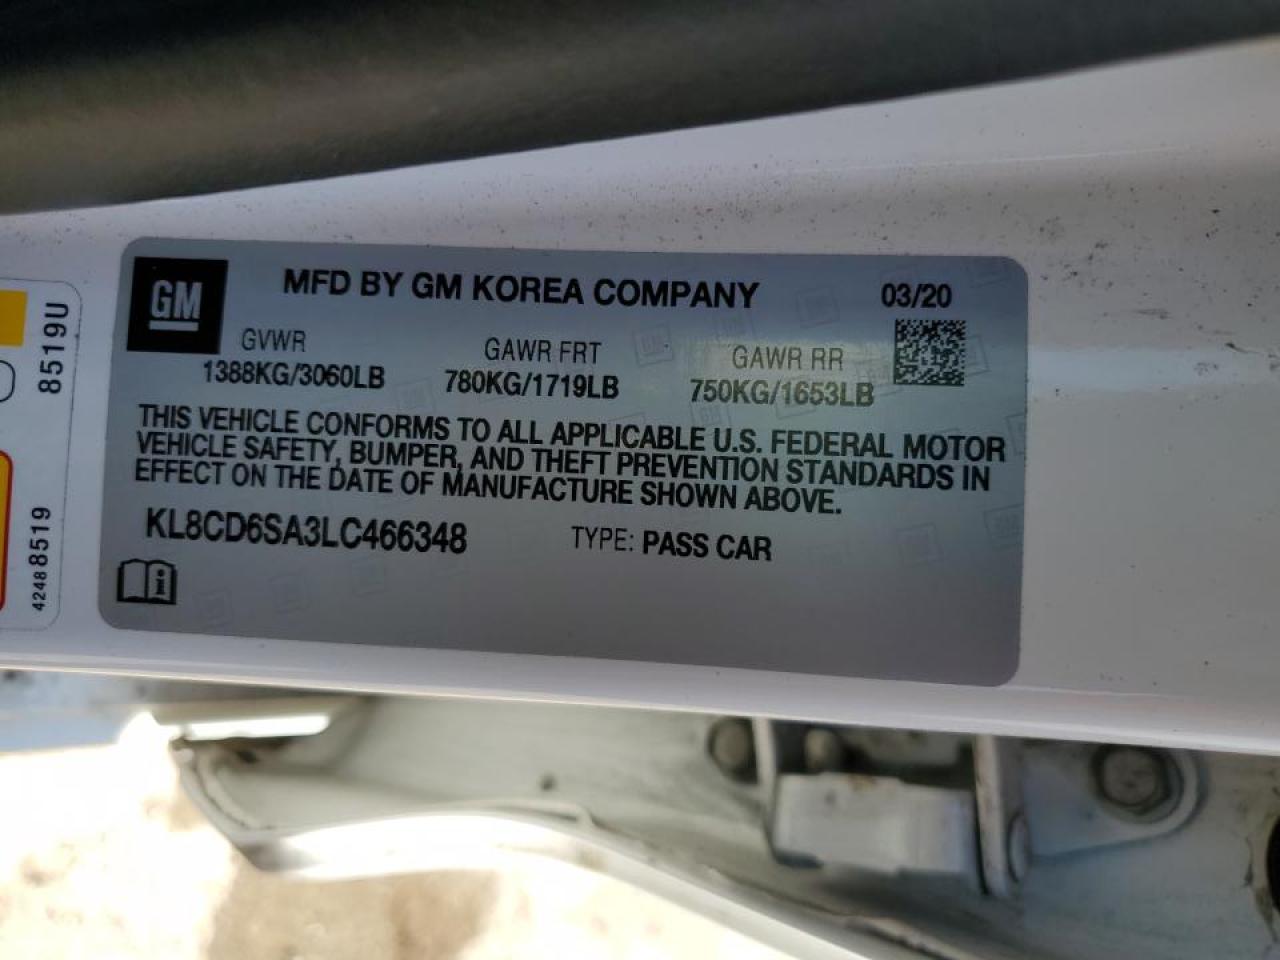 GM
MFD BY GM KOREA COMPANY
03/20
GVWR
GAWR FRT
GAWR RR
1388KG/3060LB
780KG/1719LB
750KG/1653LB
THIS VEHICLE CONFORMS TO ALL APPLICABLE U.S. FEDERAL MOTOR
VEHICLE SAFETY, BUMPER, AND THEFT PREVENTION STANDARDS IN
EFFECT ON THE DATE OF MANUFACTURE SHOWN ABOVE.
KL8CD6SA3LC466348
TYPE: PASS CAR
8519U
42488519